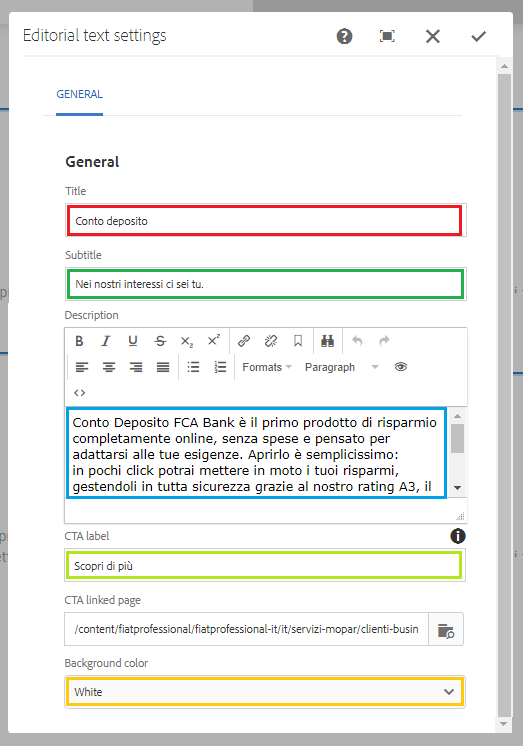 Editorial text settings
GENERAL
General
Title
Conto deposito
Subtitle
Nei nostri interessi ci sei tu.
Description
B I U S X₂ X²
Formats Paragraph
Conto Deposito FCA Bank è il primo prodotto di risparmio
completamente online, senza spese e pensato per
adattarsi alle tue esigenze. Aprirlo è semplicissimo:
in pochi click potrai mettere in moto i tuoi risparmi,
gestendoli in tutta sicurezza grazie al nostro rating A3, il
CTA label
Scopri di più
CTA linked page
/content/fiatprofessional/fiatprofessional-it/it/servizi-mopar/clienti-busin
Background color
White